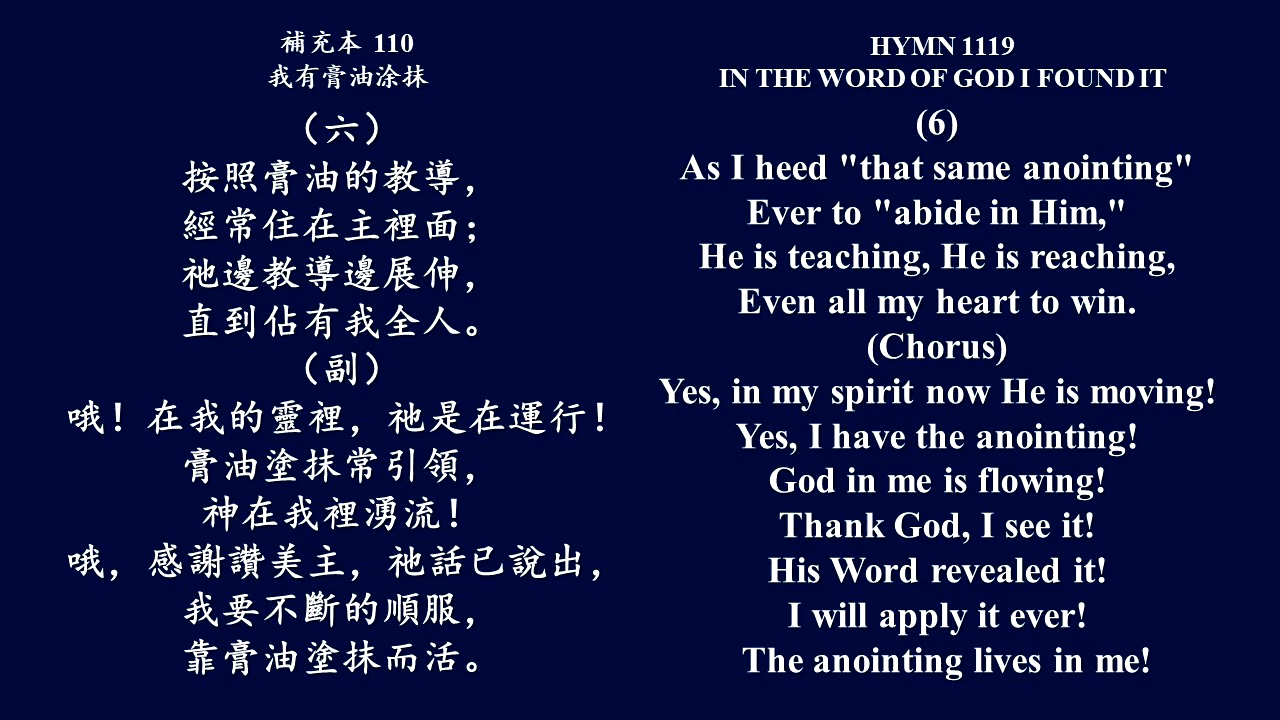 補充本 110
我有膏油涂抹
（六）
按照膏油的教導，
經常住在主裡面；
祂邊教導邊展伸，
直到佔有我全人。
（副）
哦！在我的靈裡，祂是在運行！
膏油塗抹常引領，
神在我裡湧流！
哦，感謝讚美主，祂話已說出，
我要不斷的順服，
靠膏油塗抹而活。
HYMN 1119
IN THE WORD OF GOD I FOUND IT
(6)
As I heed "that same anointing"
Ever to "abide in Him,"
He is teaching, He is reaching,
Even all my heart to win.
(Chorus)
Yes, in my spirit now He is moving!
Yes, I have the anointing!
God in me is flowing!
Thank God, I see it!
His Word revealed it!
I will apply it ever!
The anointing lives in me!